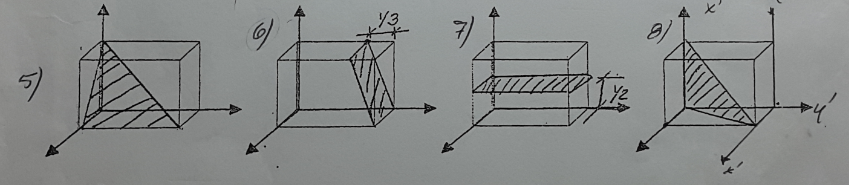 5)
6)
1/3
7)
1/2
8)
x'
y'
x'